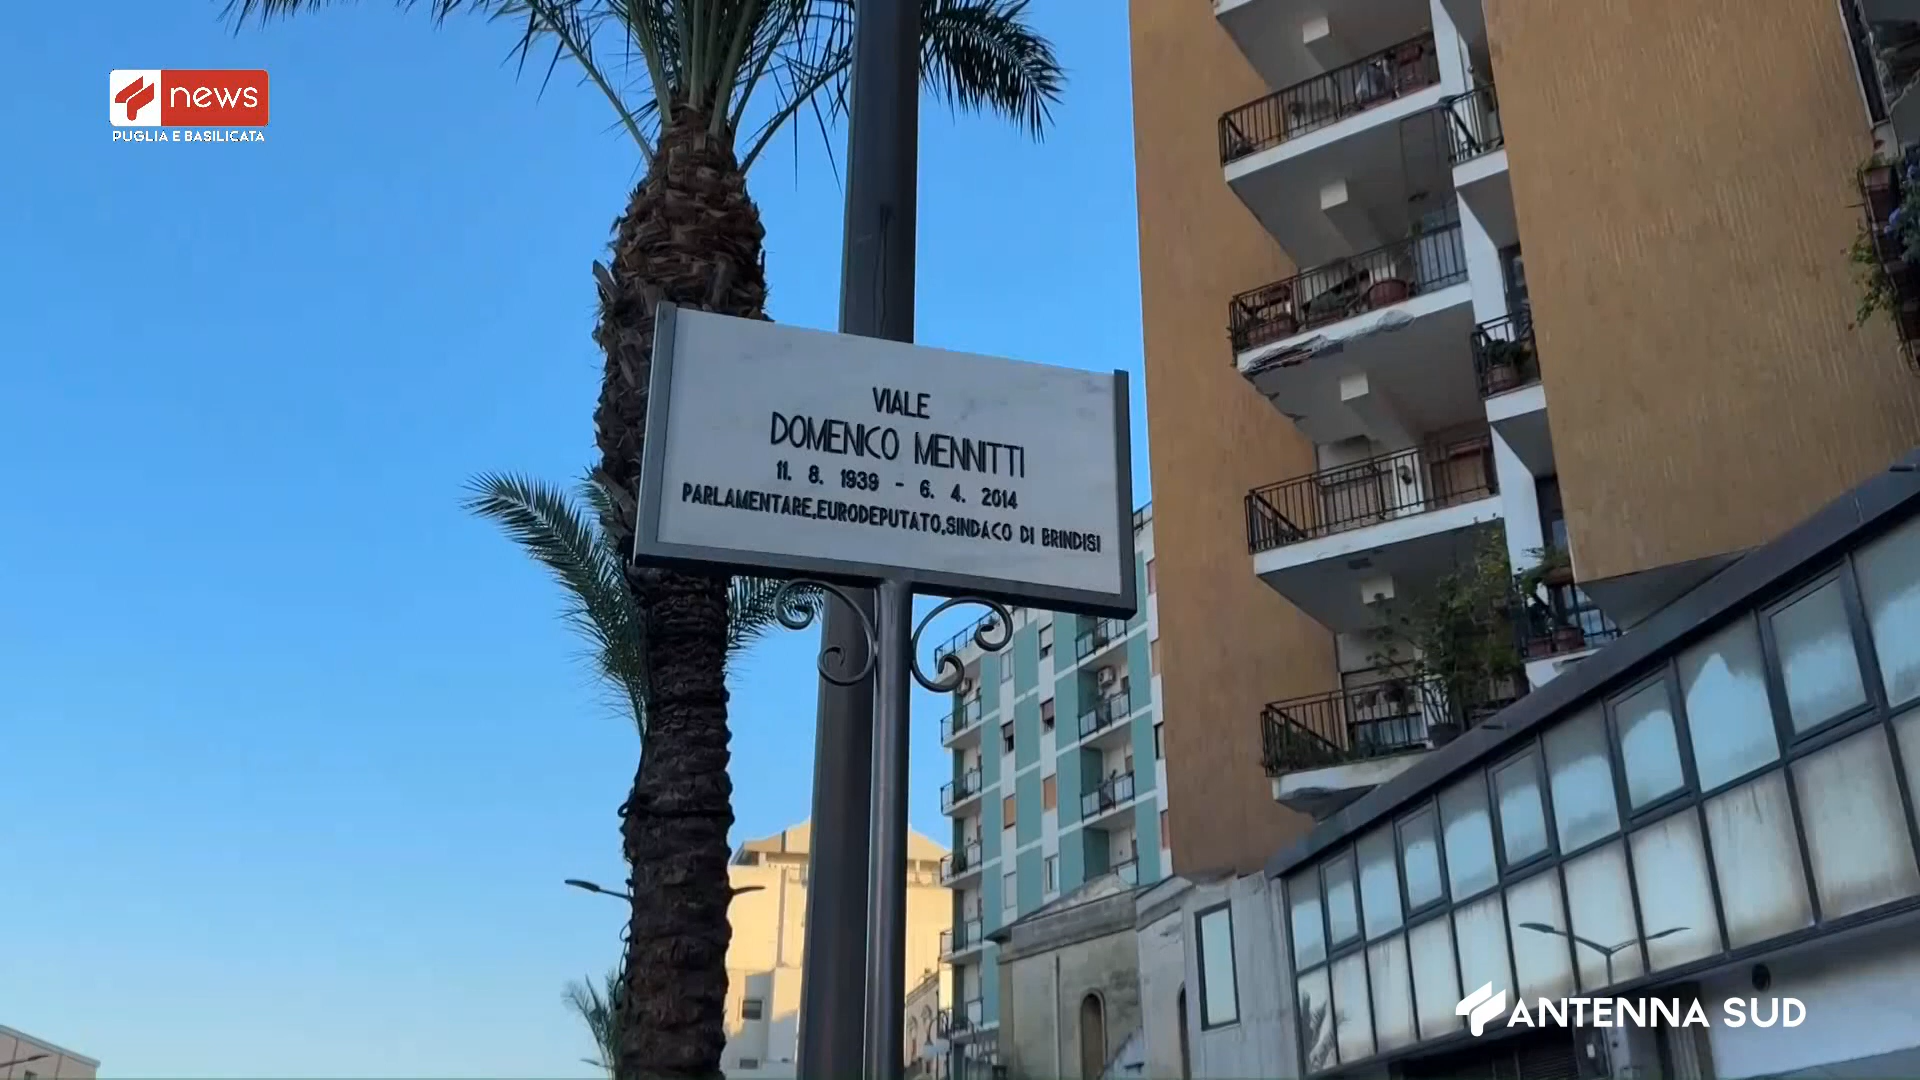 news
PUGLIA E BASILICATA
VIALE
DOMENICO MENNITTI
11. 8. 1939 - 6. 4. 2014
PARLAMENTARE,EURODEPUTATO,SINDACO DI BRINDISI
ANTENNA SUD